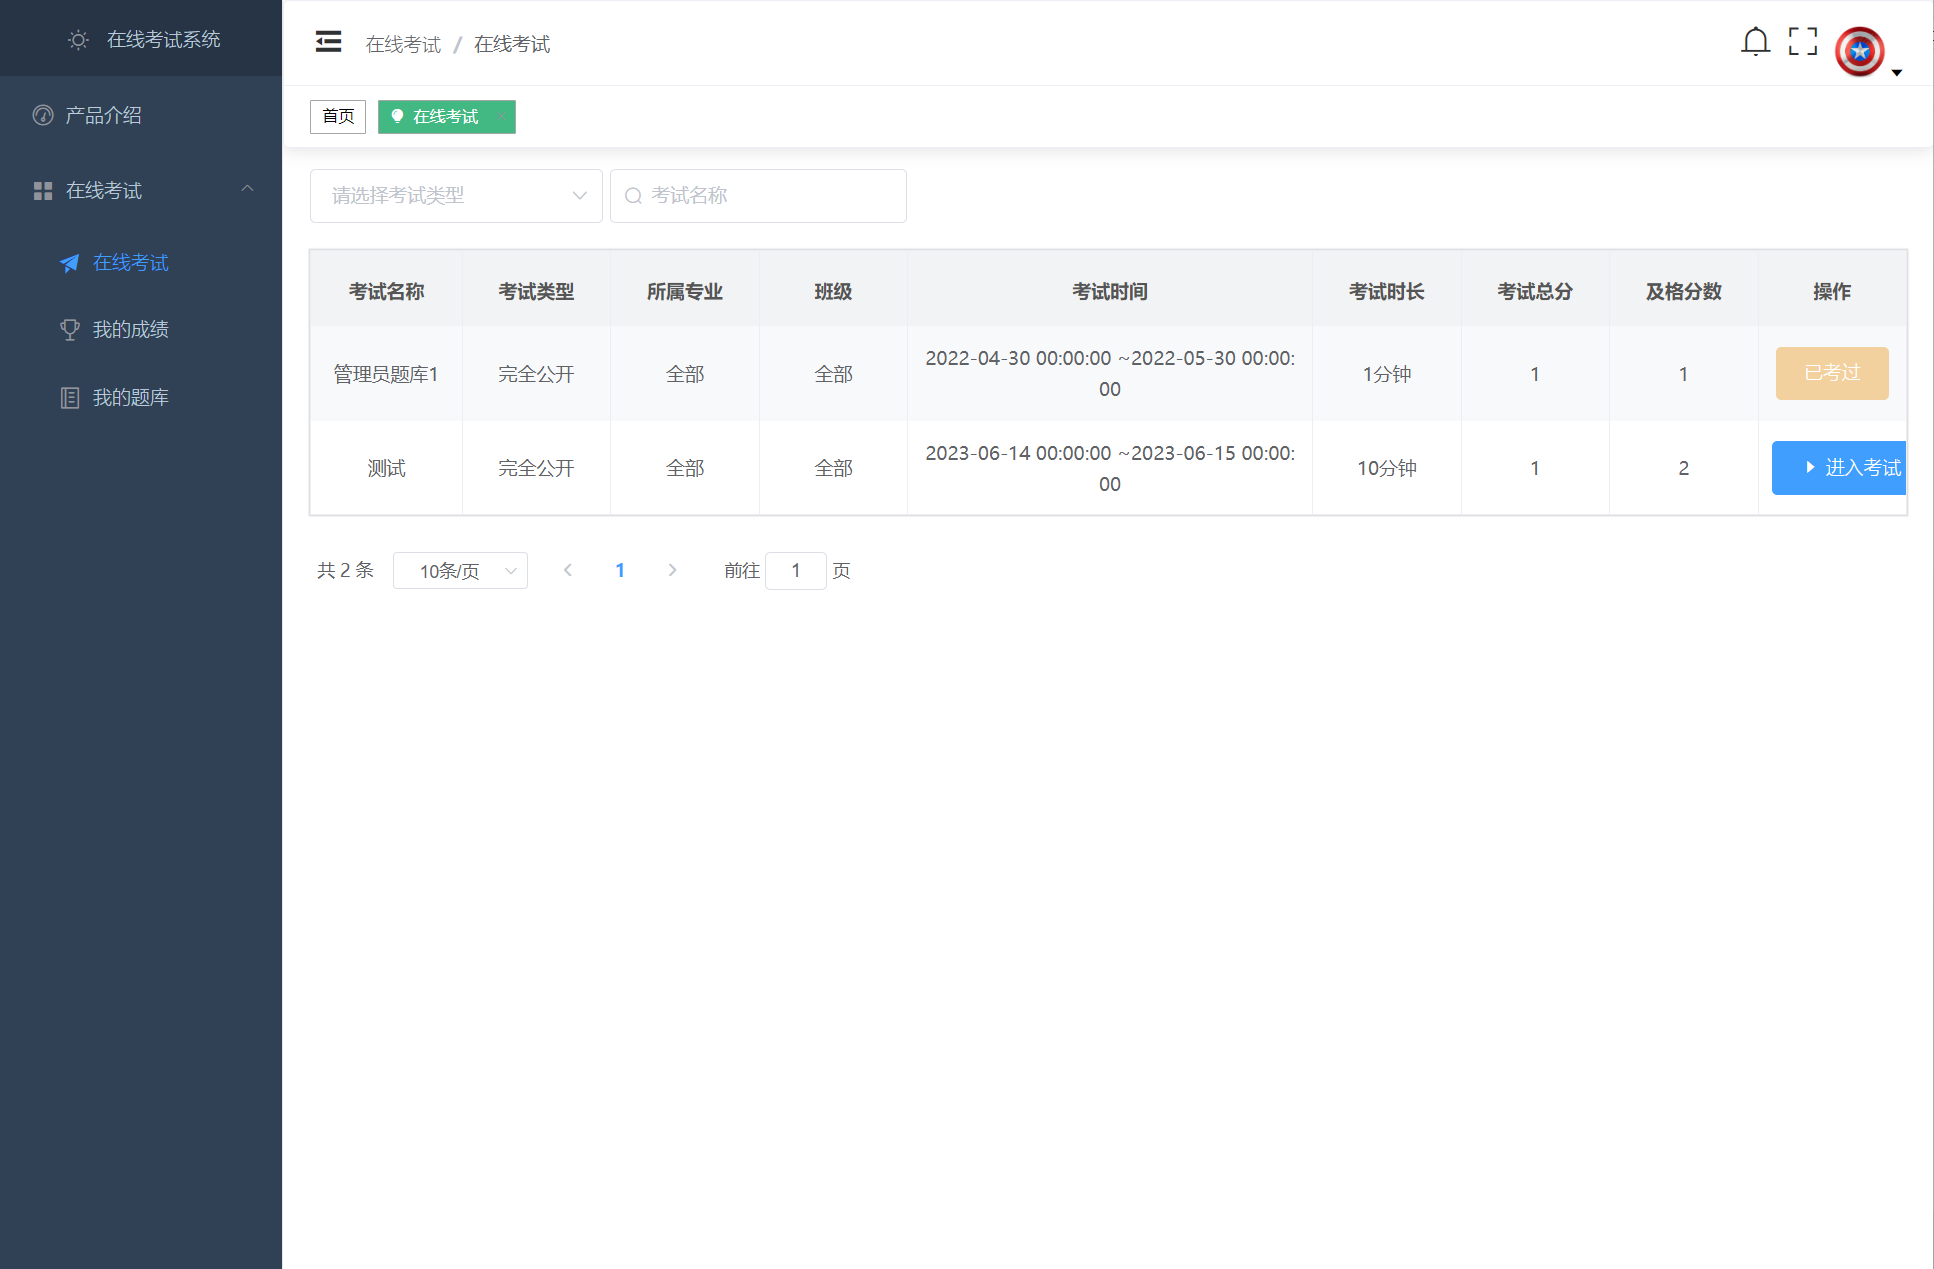 在线考试系统
产品介绍
在线考试
在线考试
我的成绩
我的题库
在线考试 / 在线考试
首页
在线考试
请选择考试类型
考试名称
考试名称 考试类型 所属专业 班级 考试时间 考试时长 考试总分 及格分数 操作
管理员题库1 完全公开 全部 全部 2022-04-30 00:00:00 ~2022-05-30 00:00:
00 1分钟 1 1 已考过
测试 完全公开 全部 全部 2023-06-14 00:00:00 ~2023-06-15 00:00:
00 10分钟 1 2 进入考试
共 2 条 10条/页 1 前往 1 页